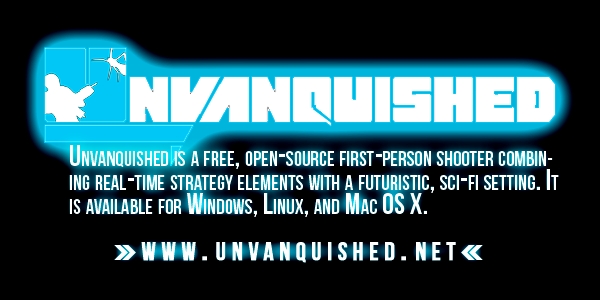 UNVANQUISHED
Unvanquished is a free, open-source first-person shooter combin-
ing real-time strategy elements with a futuristic, sci-fi setting. It
is available for Windows, Linux, and Mac OS X.
»WWW.UNVANQUISHED.NET«